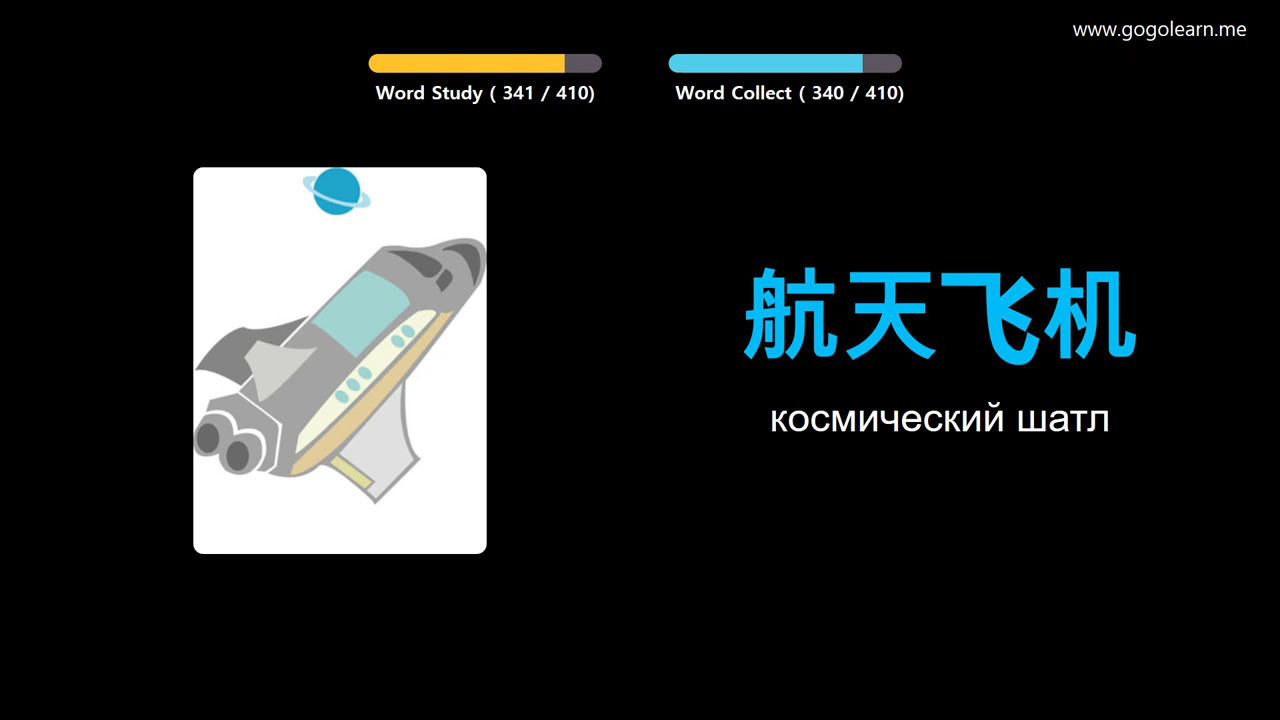 www.gogolearn.me
Word Study ( 341 / 410)
Word Collect ( 340 / 410)
航天飞机
космический шатл